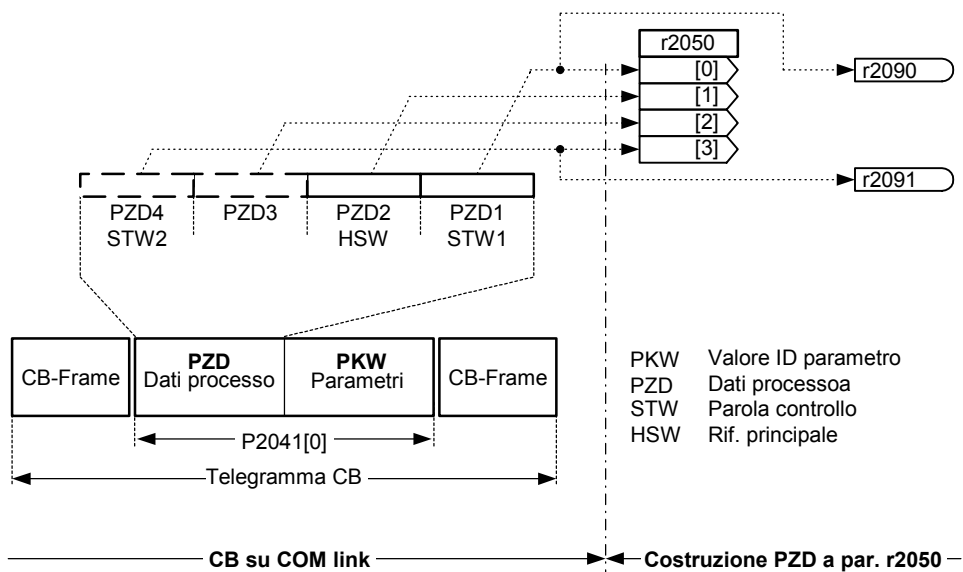 r2050
[0]
r2090
[1]
[2]
[3]
r2091
PZD4 PZD3 PZD2 PZD1
STW2 HSW STW1
CB-Frame
PZD
Dati processo
PKW
Parametri
CB-Frame
P2041[0]
Telegramma CB
PKW Valore ID parametro
PZD Dati processoa
STW Parola controllo
HSW Rif. principale
CB su COM link
Costruzione PZD a par. r2050